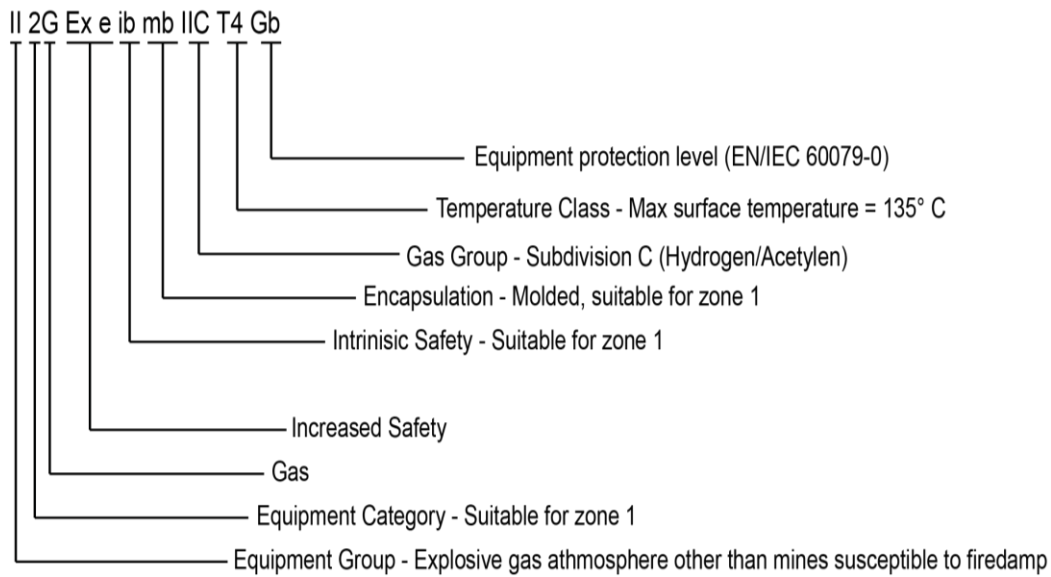 II 2G Ex e ib mb IIC T4 Gb
Equipment protection level (EN/IEC 60079-0)
Temperature Class - Max surface temperature = 135° C
Gas Group - Subdivision C (Hydrogen/Acetylen)
Encapsulation - Molded, suitable for zone 1
Intrinisic Safety - Suitable for zone 1
Increased Safety
Gas
Equipment Category - Suitable for zone 1
Equipment Group - Explosive gas athmosphere other than mines susceptible to firedamp